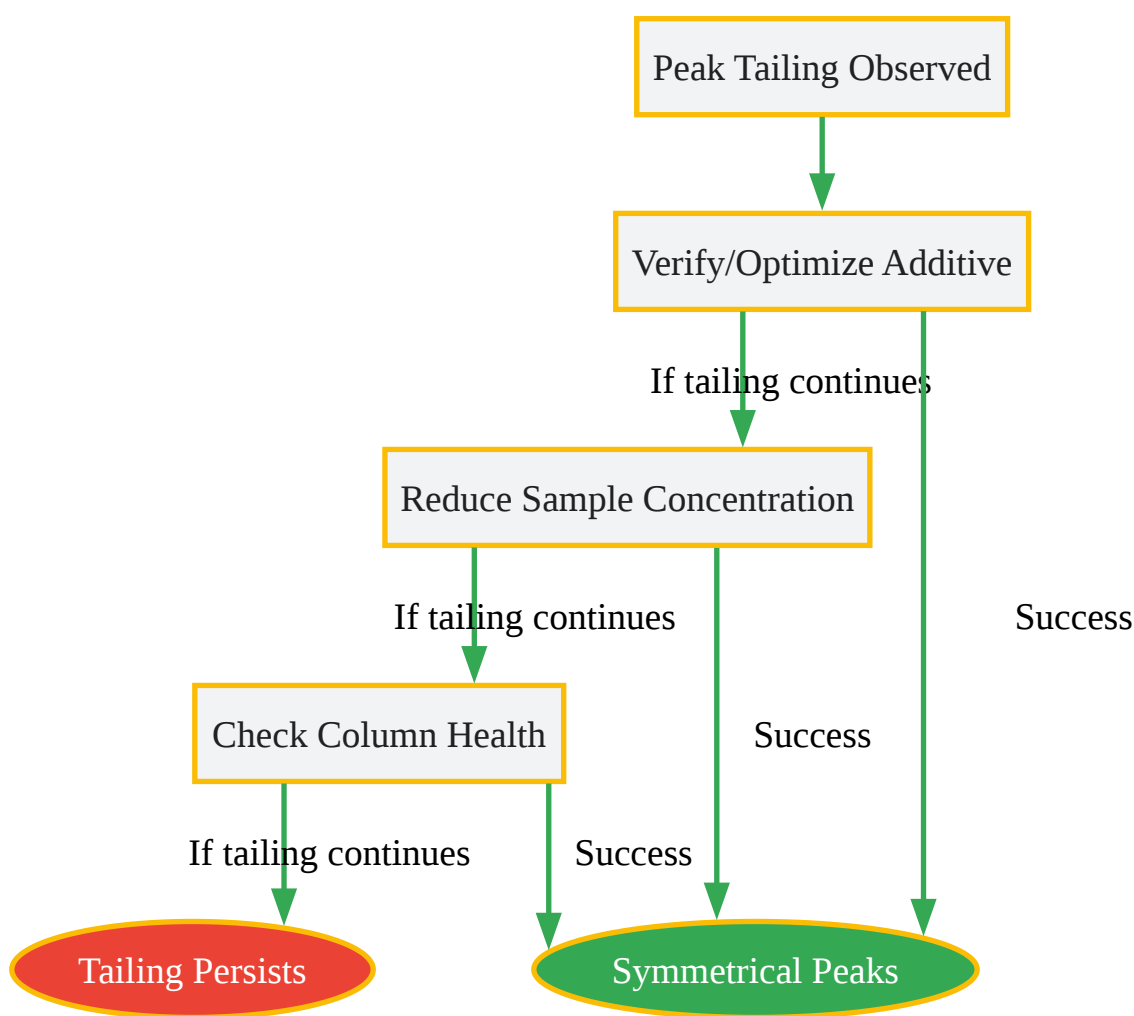 Peak Tailing Observed
Verify/Optimize Additive
If tailing continues
Reduce Sample Concentration
If tailing continues
Success
Check Column Health
Success
If tailing continues
Success
Tailing Persists
Symmetrical Peaks